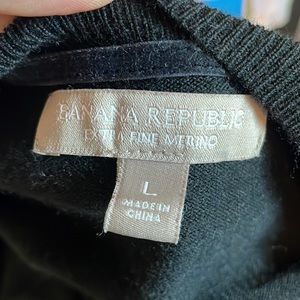 BANANA REPUBLIC
EXTRA FINE MERINO
L
MADE IN
CHINA